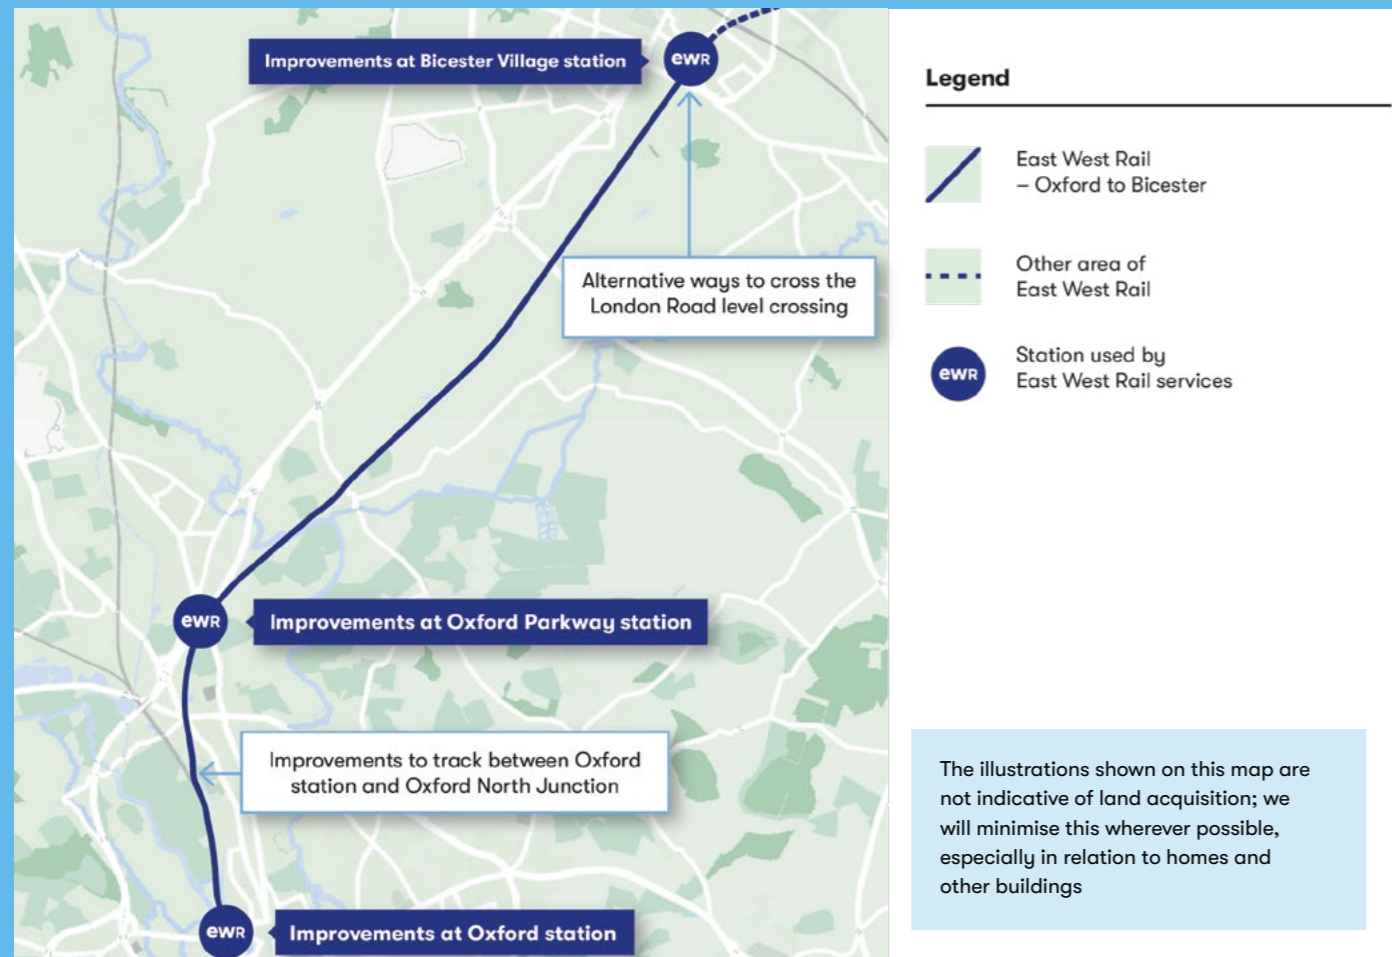 Improvements at Bicester Village station
ewR
Alternative ways to cross the
London Road level crossing
ewR
Improvements at Oxford Parkway station
Improvements to track between Oxford
station and Oxford North Junction
ewR
Improvements at Oxford station
Legend
East West Rail
– Oxford to Bicester
Other area of
East West Rail
ewR
Station used by
East West Rail services
The illustrations shown on this map are
not indicative of land acquisition; we
will minimise this wherever possible,
especially in relation to homes and
other buildings